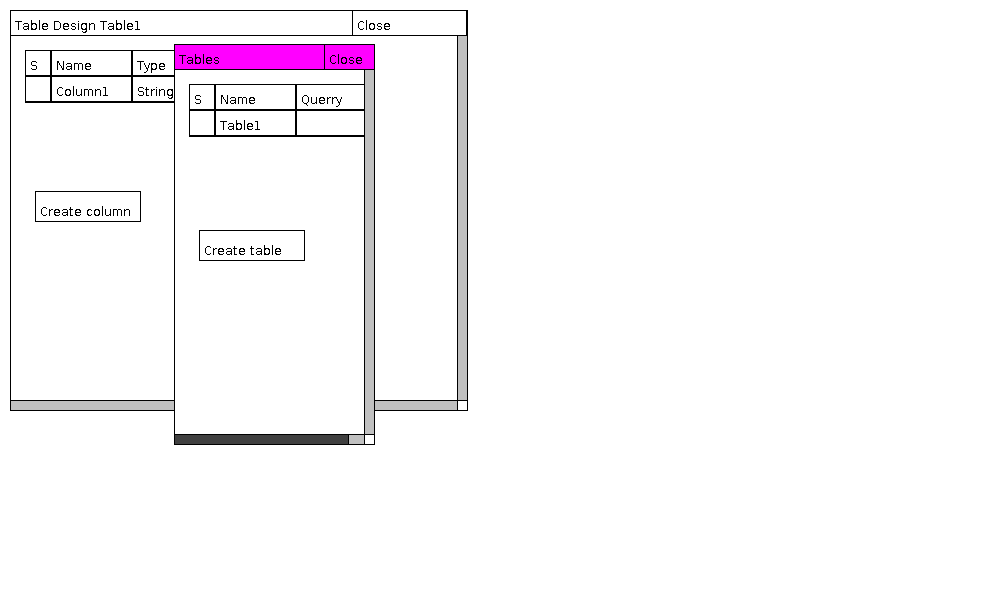 Table Design Table1 Close
S Name Type
Column1 String
Create column
Tables Close
S Name Querry
Table1
Create table